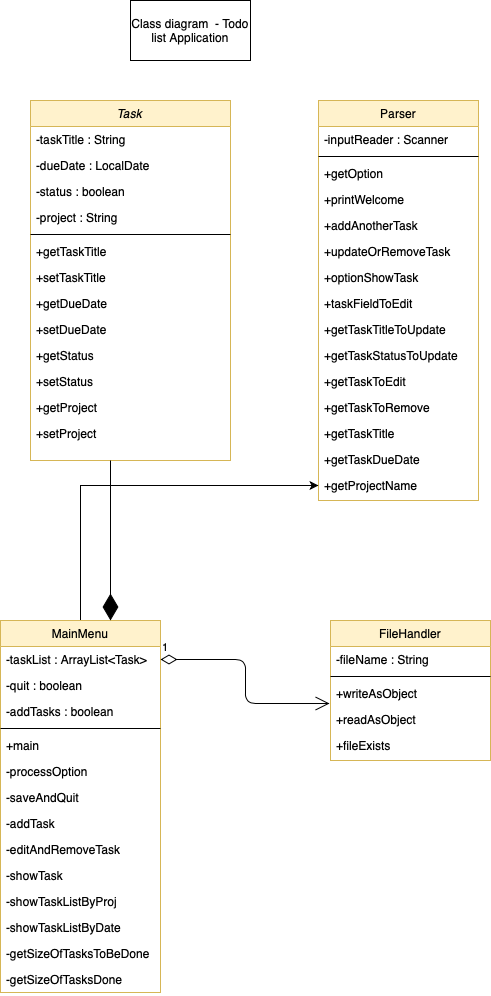 Class diagram - Todo
list Application
Task
-taskTitle : String
-dueDate : LocalDate
-status : boolean
-project : String
+getTaskTitle
+setTaskTitle
+getDueDate
+setDueDate
+getStatus
+setStatus
+getProject
+setProject
Parser
-inputReader : Scanner
+getOption
+printWelcome
+addAnotherTask
+updateOrRemoveTask
+optionShowTask
+taskFieldToEdit
+getTaskTitleToUpdate
+getTaskStatusToUpdate
+getTaskToEdit
+getTaskToRemove
+getTaskTitle
+getTaskDueDate
+getProjectName
MainMenu
-taskList : ArrayList<Task>
-quit : boolean
-addTasks : boolean
+main
-processOption
-saveAndQuit
-addTask
-editAndRemoveTask
-showTask
-showTaskListByProj
-showTaskListByDate
-getSizeOfTasksToBeDone
-getSizeOfTasksDone
1
FileHandler
-fileName : String
+writeAsObject
+readAsObject
+fileExists